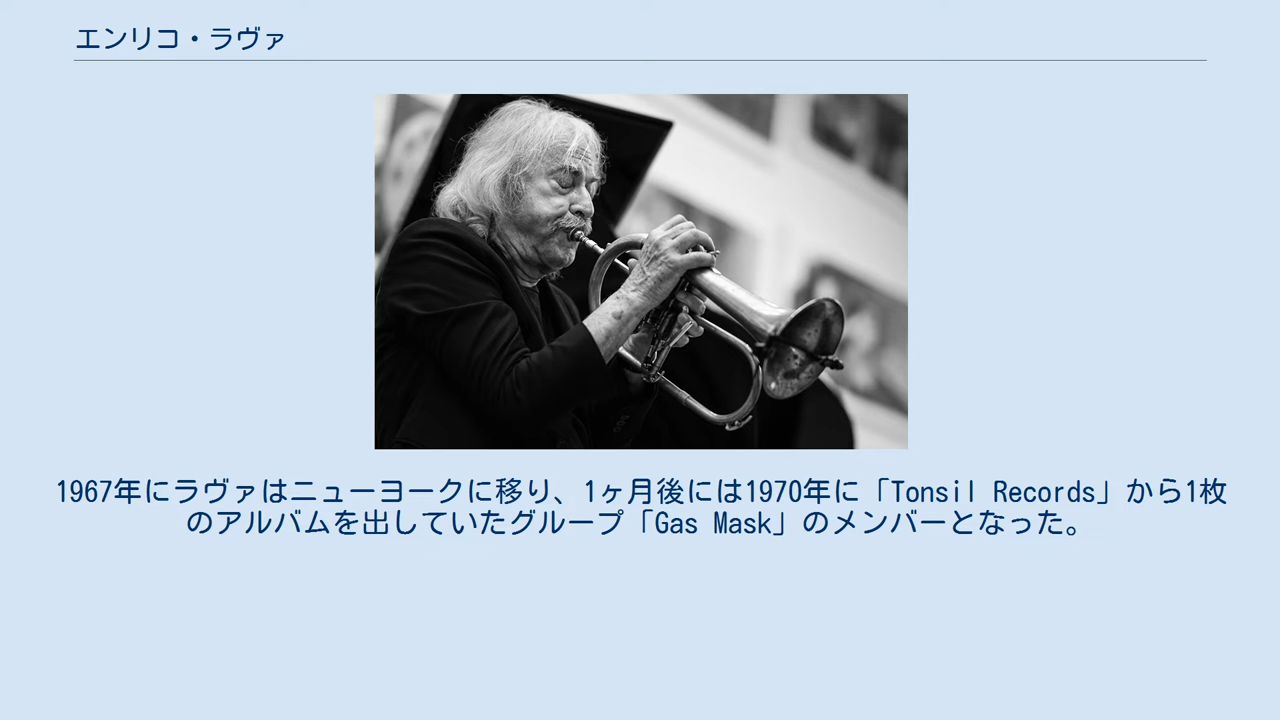 エンリコ・ラヴァ
1967年にラヴァはニューヨークに移り、1ヶ月後には1970年に「Tonsil Records」から1枚
のアルバムを出していたグループ「Gas Mask」のメンバーとなった。